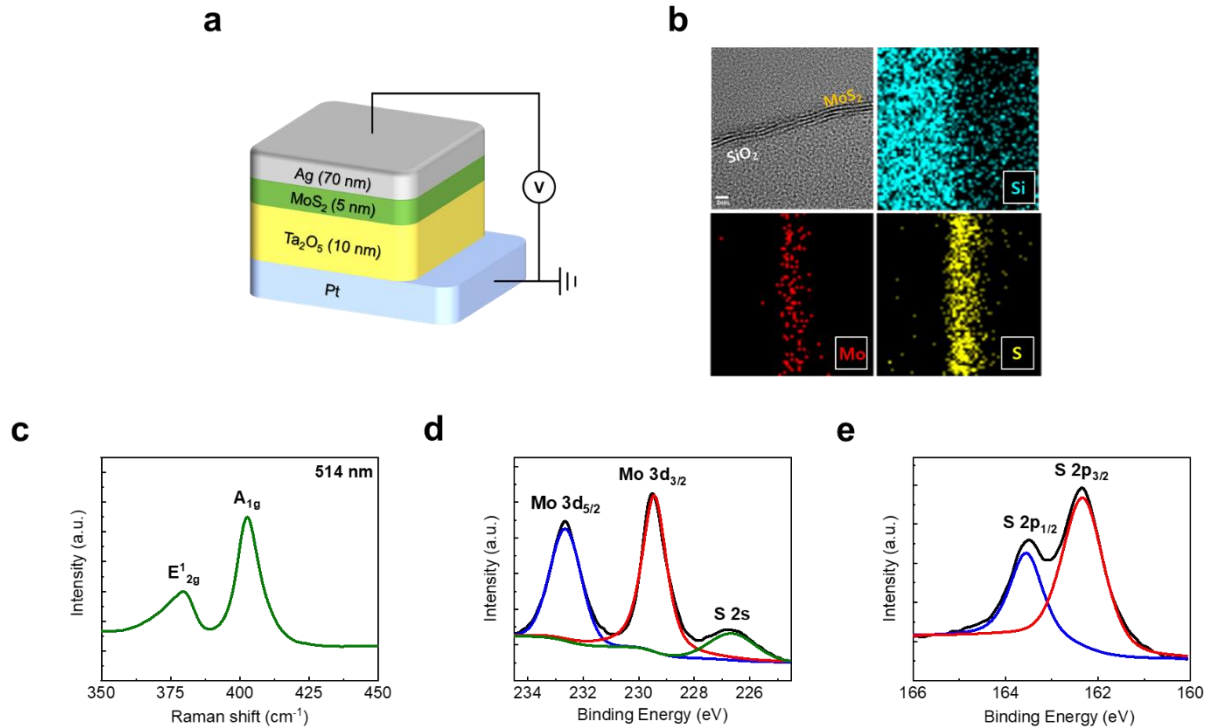 a
V
Ag (70 nm)
MoS₂ (5 nm)
Ta₂O₅ (10 nm)
Pt
b
MoS₂
SiO₂
Si
Mo
S
c
514 nm
A₁g
E¹₂g
Intensity (a.u.)
350 375 400 425 450
Raman shift (cm⁻¹)
d
Mo 3d₃/₂
Mo 3d₅/₂
S 2s
Intensity (a.u.)
234 232 230 228 226
Binding Energy (eV)
e
S 2p₃/₂
S 2p₁/₂
Intensity (a.u.)
166 164 162 160
Binding Energy (eV)